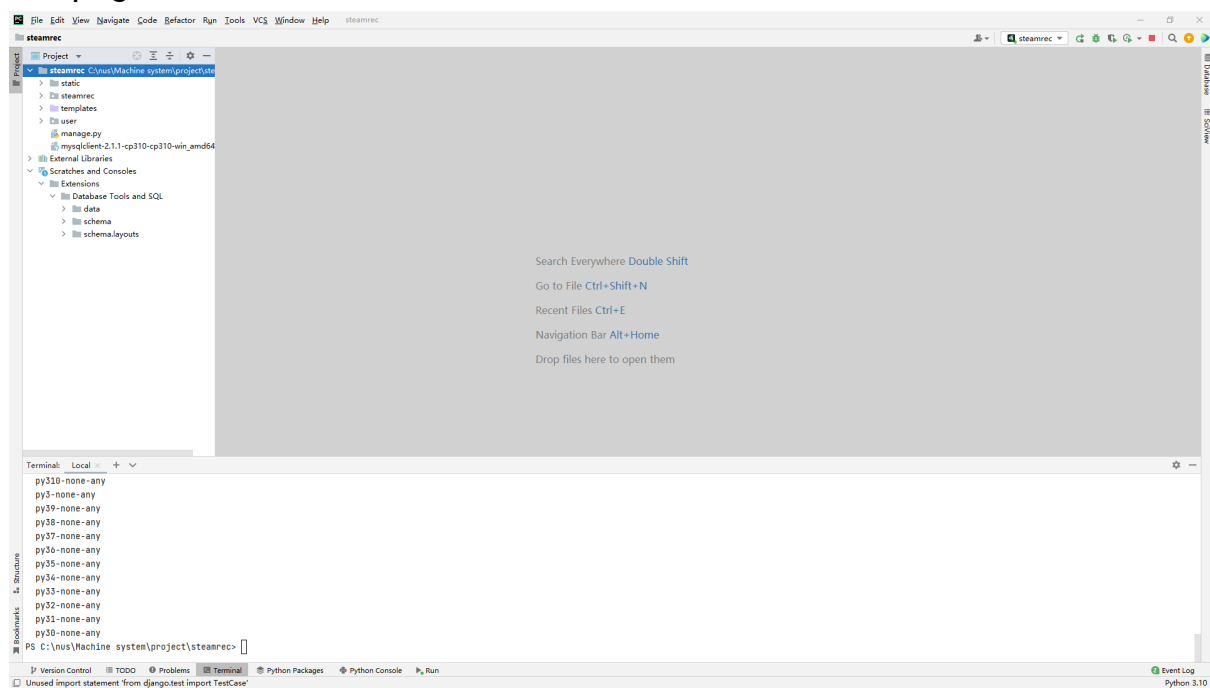 File Edit View Navigate Code Refactor Run Tools VCS Window Help steamrec
steamrec
steamrec
Project
steamrec C:\nus\Machine system\project\ste
static
steamrec
templates
user
manage.py
mysqlclient-2.1.1-cp310-cp310-win_amd64
External Libraries
Scratches and Consoles
Extensions
Database Tools and SQL
data
schema
schema.layouts
Project
Structure
Bookmarks
Database
SciView
Search Everywhere Double Shift
Go to File Ctrl+Shift+N
Recent Files Ctrl+E
Navigation Bar Alt+Home
Drop files here to open them
Terminal: Local
py310-none-any
py3-none-any
py39-none-any
py38-none-any
py37-none-any
py36-none-any
py35-none-any
py34-none-any
py33-none-any
py32-none-any
py31-none-any
py30-none-any
PS C:\nus\Machine system\project\steamrec>
Version Control TODO Problems Terminal Python Packages Python Console Run 2 Event Log
Unused import statement 'from django.test import TestCase' Python 3.10